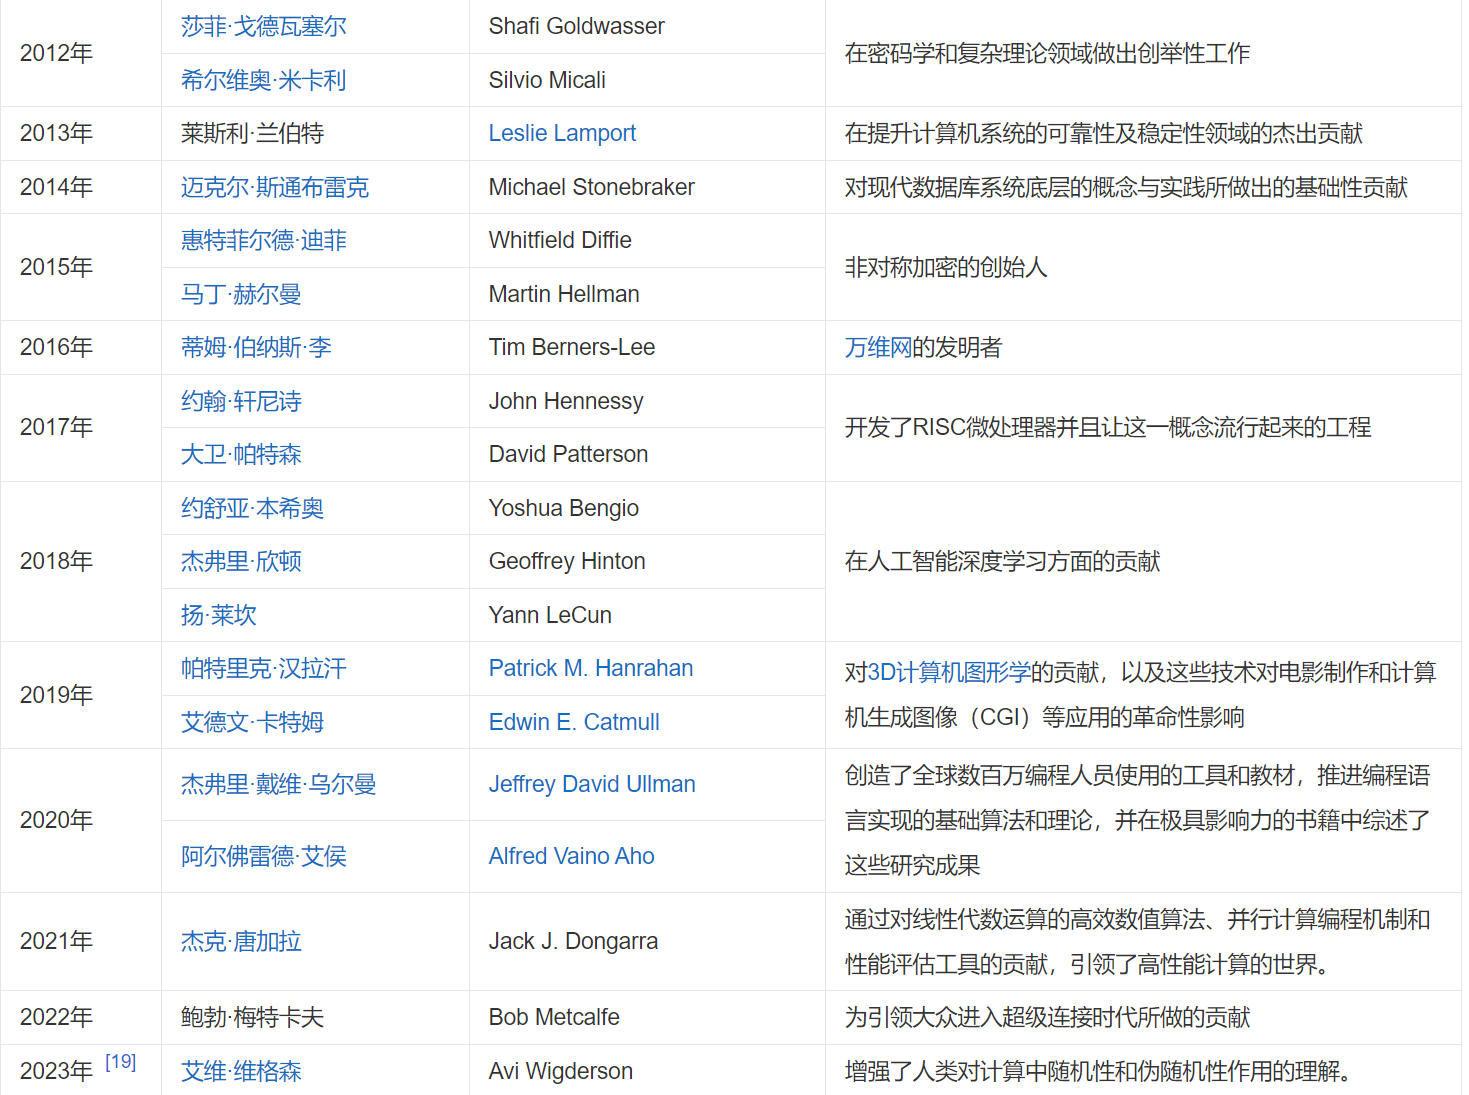 2012年
莎菲·戈德瓦塞尔
Shafi Goldwasser
希尔维奥·米卡利
Silvio Micali
在密码学和复杂理论领域做出创举性工作
2013年
莱斯利·兰伯特
Leslie Lamport
在提升计算机系统的可靠性及稳定性领域的杰出贡献
2014年
迈克尔·斯通布雷克
Michael Stonebraker
对现代数据库系统底层的概念与实践所做出的基础性贡献
2015年
惠特菲尔德·迪菲
Whitfield Diffie
马丁·赫尔曼
Martin Hellman
非对称加密的创始人
2016年
蒂姆·伯纳斯·李
Tim Berners-Lee
万维网的发明者
2017年
约翰·轩尼诗
John Hennessy
大卫·帕特森
David Patterson
开发了RISC微处理器并且让这一概念流行起来的工程
2018年
约舒亚·本希奥
Yoshua Bengio
杰弗里·欣顿
Geoffrey Hinton
扬·莱坎
Yann LeCun
在人工智能深度学习方面的贡献
2019年
帕特里克·汉拉汗
Patrick M. Hanrahan
艾德文·卡特姆
Edwin E. Catmull
对3D计算机图形学的贡献，以及这些技术对电影制作和计算
机生成图像（CGI）等应用的革命性影响
2020年
杰弗里·戴维·乌尔曼
Jeffrey David Ullman
阿尔佛雷德·艾侯
Alfred Vaino Aho
创造了全球数百万编程人员使用的工具和教材，推进编程语
言实现的基础算法和理论，并在极具影响力的书籍中综述了
这些研究成果
2021年
杰克·唐加拉
Jack J. Dongarra
通过对线性代数运算的高效数值算法、并行计算编程机制和
性能评估工具的贡献，引领了高性能计算的世界。
2022年
鲍勃·梅特卡夫
Bob Metcalfe
为引领大众进入超级连接时代所做的贡献
2023年 [19]
艾维·维格森
Avi Wigderson
增强了人类对计算中随机性和伪随机性作用的理解。